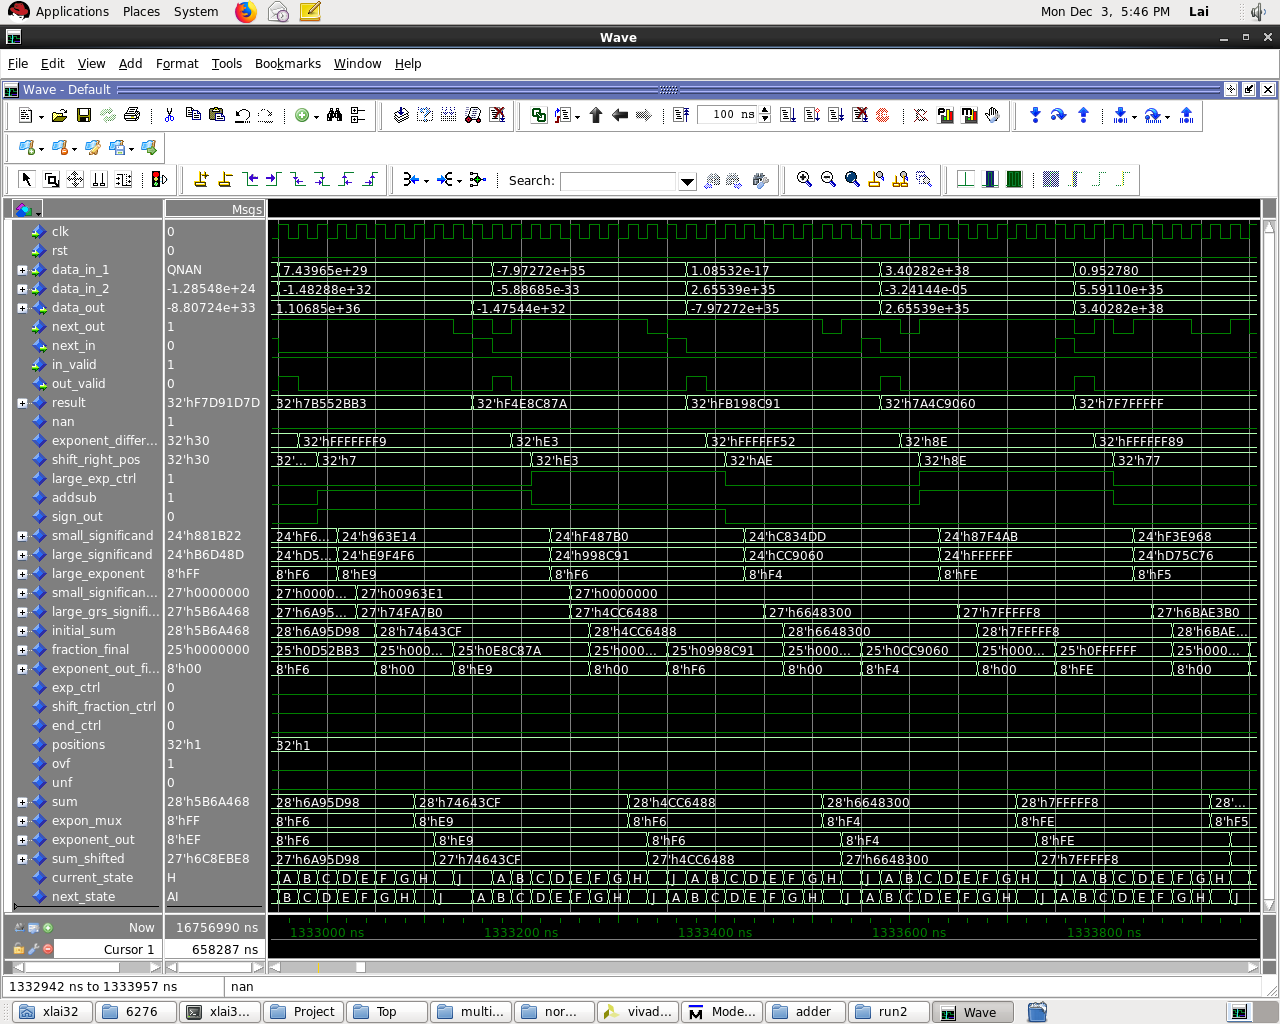 Applications Places System Mon Dec 3, 5:46 PM Lai
Wave
File Edit View Add Format Tools Bookmarks Window Help
Wave - Default
100 ns
Search:
Msgs
clk 0
rst 0
data_in_1 QNAN 7.43965e+29 -7.97272e+35 1.08532e-17 3.40282e+38 0.952780
data_in_2 -1.28548e+24 -1.48288e+32 -5.88685e-33 2.65539e+35 -3.24144e-05 5.59110e+35
data_out -8.80724e+33 1.10685e+36 -1.47544e+32 -7.97272e+35 2.65539e+35 3.40282e+38
next_out 1
next_in 0
in_valid 1
out_valid 0
result 32'hF7D91D7D 32'h7B552BB3 32'hF4E8C87A 32'hFB198C91 32'h7A4C9060 32'h7F7FFFFF
nan 1
exponent_differ... 32'h30 32'hFFFFFFF9 32'hE3 32'hFFFFFF52 32'h8E 32'hFFFFFF89
shift_right_pos 32'h30 32'... 32'h7 32'hE3 32'hAE 32'h8E 32'h77
large_exp_ctrl 1
addsub 1
sign_out 0
small_significand 24'h881B22 24'hF6... 24'h963E14 24'hF487B0 24'hC834DD 24'h87F4AB 24'hF3E968
large_significand 24'hB6D48D 24'hD5... 24'hE9F4F6 24'h998C91 24'hCC9060 24'hFFFFFF 24'hD75C76
large_exponent 8'hFF 8'hF6 8'hE9 8'hF6 8'hF4 8'hFE 8'hF5
small_significan... 27'h0000000 27'h0000... 27'h00963E1 27'h0000000
large_grs_signifi... 27'h5B6A468 27'h6A95... 27'h74FA7B0 27'h4CC6488 27'h6648300 27'h7FFFFF8 27'h6BAE3B0
initial_sum 28'h5B6A468 28'h6A95D98 28'h74643CF 28'h4CC6488 28'h6648300 28'h7FFFFF8 28'h6BAE...
fraction_final 25'h0000000 25'h0D52BB3 25'h000... 25'h0E8C87A 25'h000... 25'h0998C91 25'h000... 25'h0CC9060 25'h000... 25'h0FFFFFF 25'h000...
exponent_out_fi... 8'h00 8'hF6 8'h00 8'hE9 8'h00 8'hF6 8'h00 8'hF4 8'h00 8'hFE 8'h00
exp_ctrl 0
shift_fraction_ctrl 0
end_ctrl 0
positions 32'h1 32'h1
ovf 1
unf 0
sum 28'h5B6A468 28'h6A95D98 28'h74643CF 28'h4CC6488 28'h6648300 28'h7FFFFF8 28'...
expon_mux 8'hFF 8'hF6 8'hE9 8'hF6 8'hF4 8'hFE 8'hF5
exponent_out 8'hEF 8'hF6 8'hE9 8'hF6 8'hF4 8'hFE
sum_shifted 27'h6C8EBE8 27'h6A95D98 27'h74643CF 27'h4CC6488 27'h6648300 27'h7FFFFF8
current_state H A B C D E F G H J A B C D E F G H J A B C D E F G H J A B C D E F G H J A B C D E F G H
next_state AI B C D E F G H J A B C D E F G H J A B C D E F G H J A B C D E F G H J A B C D E F G H J
Now 16756990 ns 1333000 ns 1333200 ns 1333400 ns 1333600 ns 1333800 ns
Cursor 1 658287 ns
1332942 ns to 1333957 ns nan
xlai32 6276 xlai3... Project Top multi... nor... vivad... Mode... adder run2 Wave